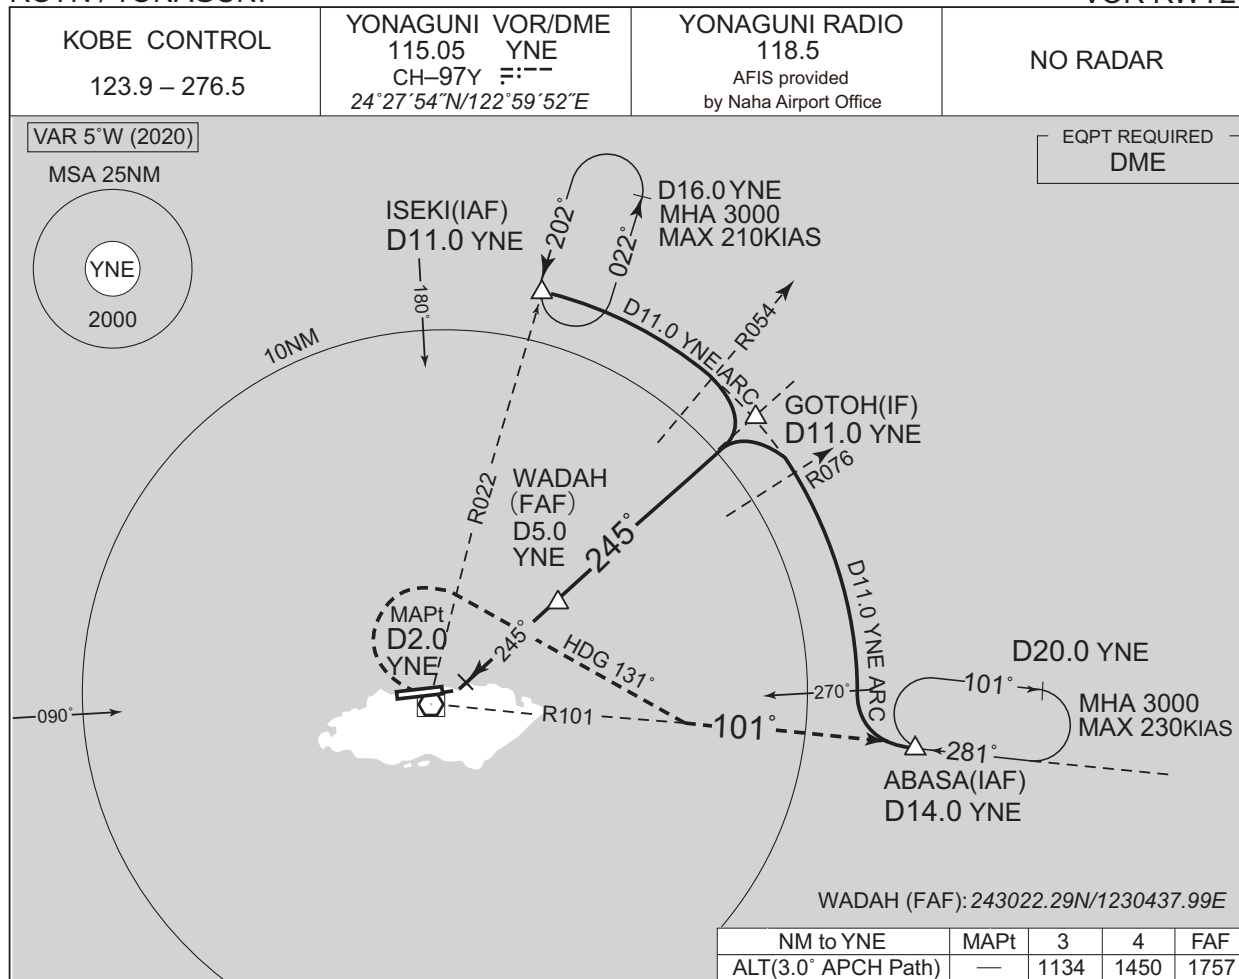 KOBE CONTROL
123.9 – 276.5
YONAGUNI VOR/DME
115.05 YNE
CH–97Y
24˚27´54˝N/122˚59´52˝E
YONAGUNI RADIO
118.5
AFIS provided
by Naha Airport Office
NO RADAR
VAR 5˚W (2020)
EQPT REQUIRED
DME
MSA 25NM
YNE
2000
ISEKI(IAF)
D11.0 YNE
180˚
202˚
022˚
D16.0 YNE
MHA 3000
MAX 210KIAS
10NM
D11.0 YNE ARC
R054
GOTOH(IF)
D11.0 YNE
R076
R022
WADAH
(FAF)
D5.0
YNE
245˚
D11.0 YNE ARC
MAPt
D2.0
YNE
245˚
HDG 131˚
D20.0 YNE
101˚
MHA 3000
MAX 230KIAS
270˚
090˚
R101
101˚
281˚
ABASA(IAF)
D14.0 YNE
WADAH (FAF): 243022.29N/1230437.99E
NM to YNE MAPt 3 4 FAF
ALT(3.0˚ APCH Path) — 1134 1450 1757